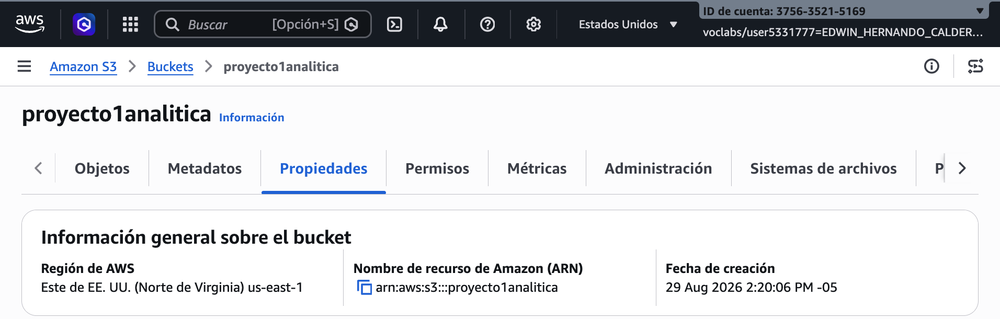 aws
Buscar [Opción+S]
Estados Unidos ▼
ID de cuenta: 3756-3521-5169
voclabs/user5331777=EDWIN_HERNANDO_CALDER...
Amazon S3 > Buckets > proyecto1analitica
proyecto1analitica Información
Objetos Metadatos Propiedades Permisos Métricas Administración Sistemas de archivos P
Información general sobre el bucket
Región de AWS
Este de EE. UU. (Norte de Virginia) us-east-1
Nombre de recurso de Amazon (ARN)
arn:aws:s3:::proyecto1analitica
Fecha de creación
29 Aug 2026 2:20:06 PM -05